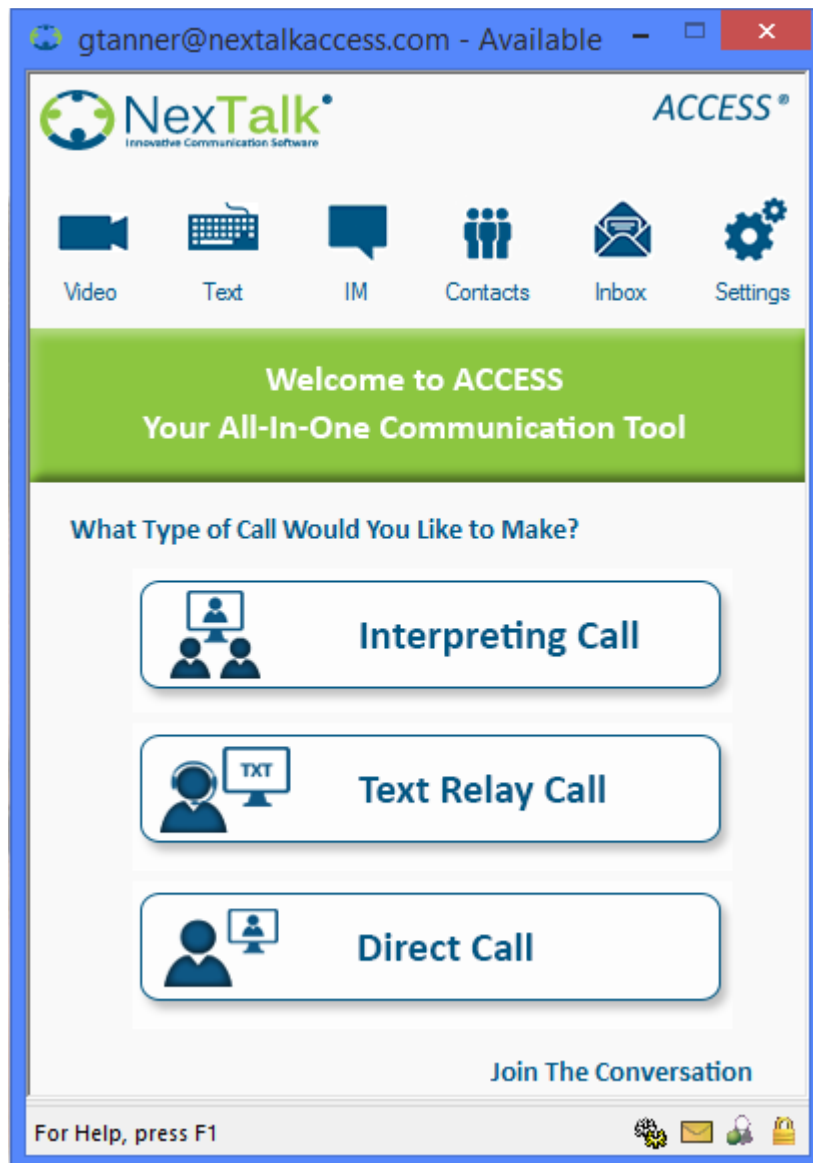 gtanner@nextalkaccess.com - Available
NexTalk
Innovative Communication Software
ACCESS®
Video Text IM Contacts Inbox Settings
Welcome to ACCESS
Your All-In-One Communication Tool
What Type of Call Would You Like to Make?
Interpreting Call
TXT
Text Relay Call
Direct Call
Join The Conversation
For Help, press F1